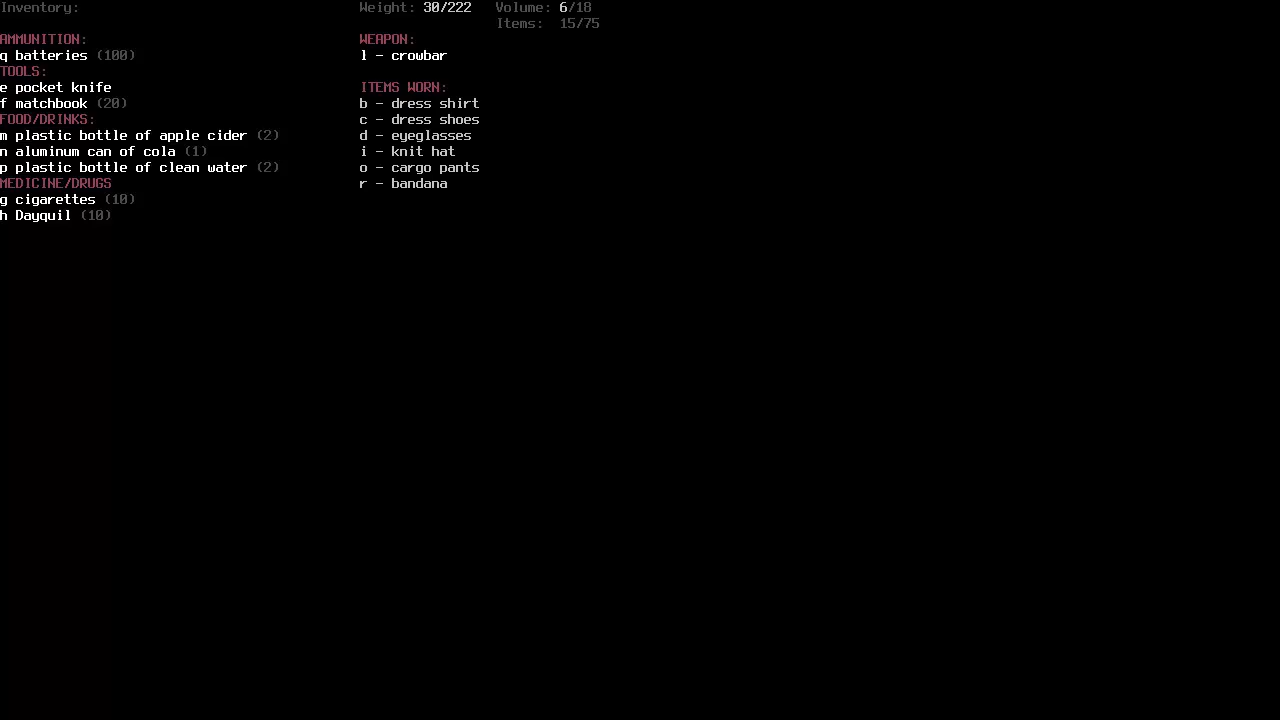 Inventory:
Weight: 30/222 Volume: 6/18
Items: 15/75
AMMUNITION:
q batteries (100)
TOOLS:
e pocket knife
f matchbook (20)
FOOD/DRINKS:
m plastic bottle of apple cider (2)
n aluminum can of cola (1)
p plastic bottle of clean water (2)
MEDICINE/DRUGS
g cigarettes (10)
h Dayquil (10)
WEAPON:
l - crowbar
ITEMS WORN:
b - dress shirt
c - dress shoes
d - eyeglasses
i - knit hat
o - cargo pants
r - bandana